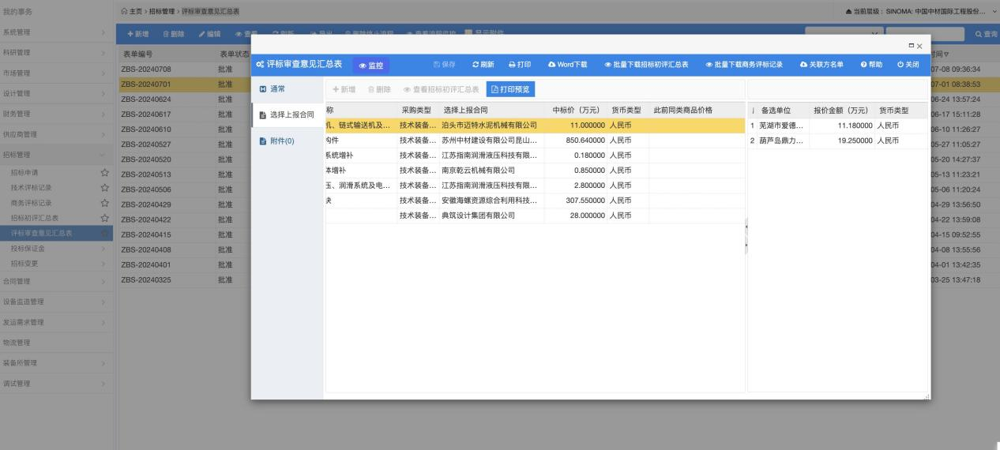 我的事务
主页 › 招标管理 › 评标审查意见汇总表
当前层级： SINOMA: 中国中材国际工程股份...
系统管理
科研管理
市场管理
设计管理
财务管理
供应商管理
招标管理
招标申请
技术评标记录
商务评标记录
招标初评汇总表
评标审查意见汇总表
投标保证金
招标变更
合同管理
设备监造管理
发运需求管理
物流管理
装备所管理
调试管理
新增 删除 编辑 查看 查询
表单编号 表单状态 时间
ZBS-20240708 批准 07-08 09:36:34
ZBS-20240701 批准 07-01 08:38:53
ZBS-20240624 批准 06-24 13:57:24
ZBS-20240617 批准 06-17 15:11:28
ZBS-20240610 批准 06-10 11:26:27
ZBS-20240527 批准 05-27 11:05:27
ZBS-20240520 批准 05-20 14:27:37
ZBS-20240513 批准 05-13 11:23:21
ZBS-20240506 批准 05-06 11:20:24
ZBS-20240429 批准 04-29 13:56:50
ZBS-20240422 批准 04-22 13:59:08
ZBS-20240415 批准 04-15 09:52:55
ZBS-20240408 批准 04-08 13:55:56
ZBS-20240401 批准 04-01 13:42:35
ZBS-20240325 批准 03-25 13:47:18
评标审查意见汇总表 监控 保存 刷新 打印 Word下载 批量下载招标初评汇总表 批量下载商务评标记录 关联方名单 帮助 关闭
通常
选择上报合同
附件(0)
新增 删除 查看招标初评汇总表 打印预览
称 采购类型 选择上报合同 中标价（万元） 货币类型 此前同类商品价格
机、链式输送机及... 技术装备... 泊头市迈特水泥机械有限公司 11.000000 人民币
构件 技术装备... 苏州中材建设有限公司昆山... 850.640000 人民币
系统增补 技术装备... 江苏指南润滑液压科技有限... 0.180000 人民币
体增补 技术装备... 南京乾云机械有限公司 0.850000 人民币
压、润滑系统及电... 技术装备... 江苏指南润滑液压科技有限... 2.800000 人民币
块 技术装备... 安徽海螺资源综合利用科技... 307.550000 人民币
技术装备... 典筑设计集团有限公司 28.000000 人民币
备选单位 报价金额（万元） 货币类型
1 芜湖市爱德... 11.180000 人民币
2 葫芦岛鼎力... 19.250000 人民币